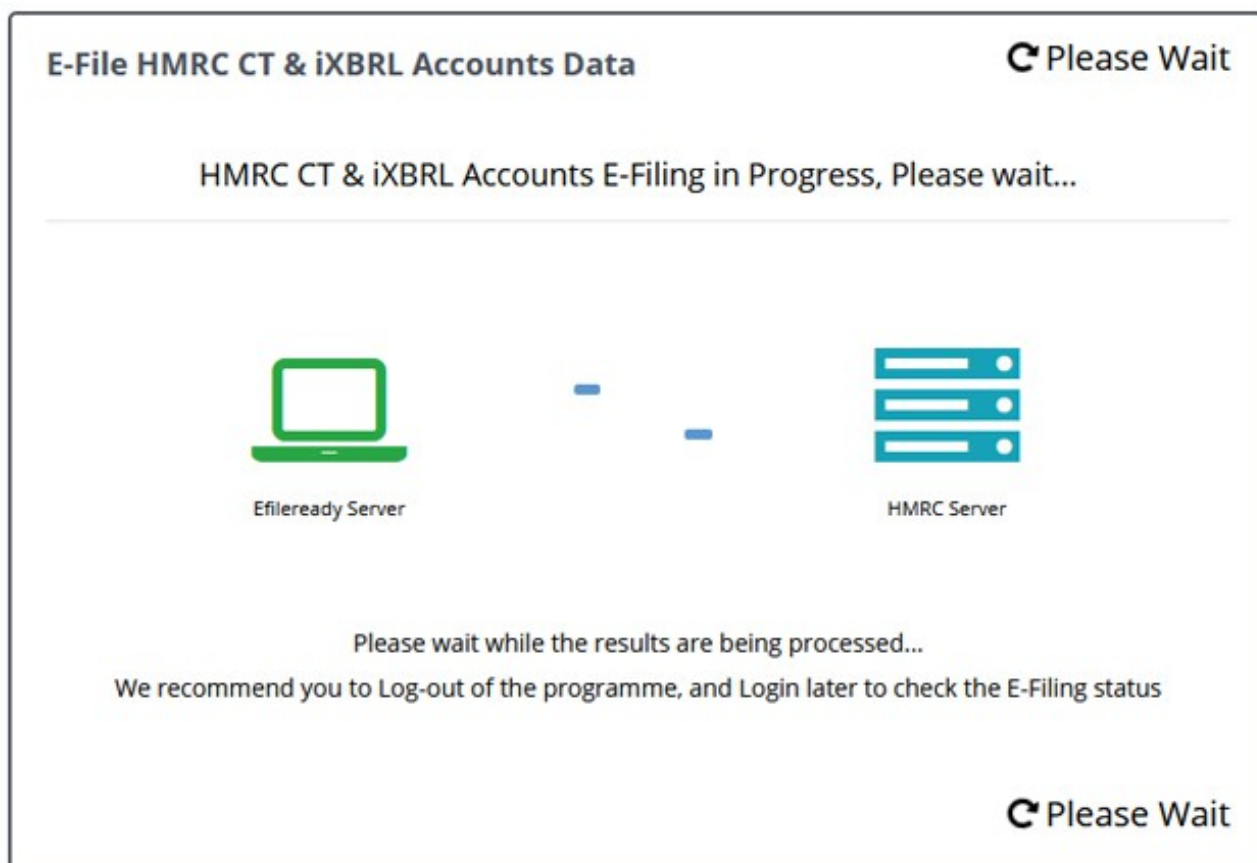 E-File HMRC CT & iXBRL Accounts Data
Please Wait
HMRC CT & iXBRL Accounts E-Filing in Progress, Please wait...
Efileready Server
HMRC Server
Please wait while the results are being processed...
We recommend you to Log-out of the programme, and Login later to check the E-Filing status
Please Wait